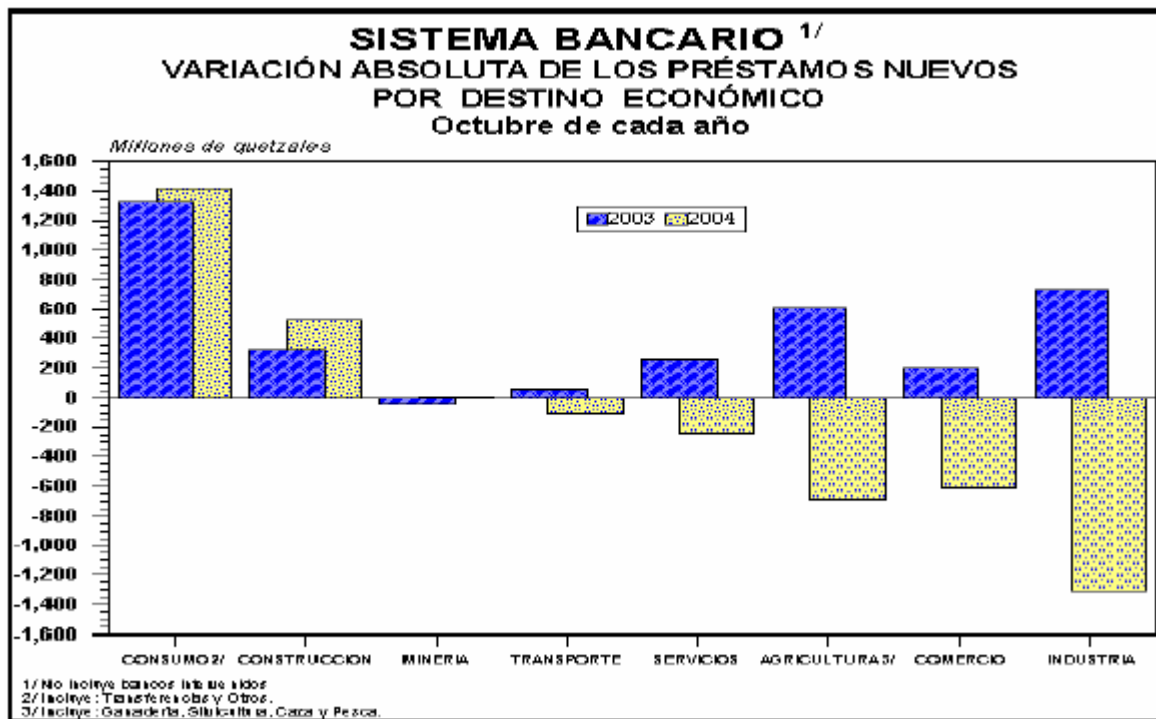 SISTEMA BANCARIO 1/
VARIACIÓN ABSOLUTA DE LOS PRÉSTAMOS NUEVOS
POR DESTINO ECONÓMICO
Octubre de cada año
Millones de quetzales
1,600
1,400
1,200
1,000
800
600
400
200
0
-200
-400
-600
-800
-1,000
-1,200
-1,400
-1,600
2003 2004
CONSUMO 2/ CONSTRUCCION MINERIA TRANSPORTE SERVICIOS AGRICULTURA 3/ COMERCIO INDUSTRIA
1/ No incluye bancos intervenidos
2/ Incluye: Transferencias y Otros.
3/ Incluye: Ganadería, Silvicultura, Caza y Pesca.